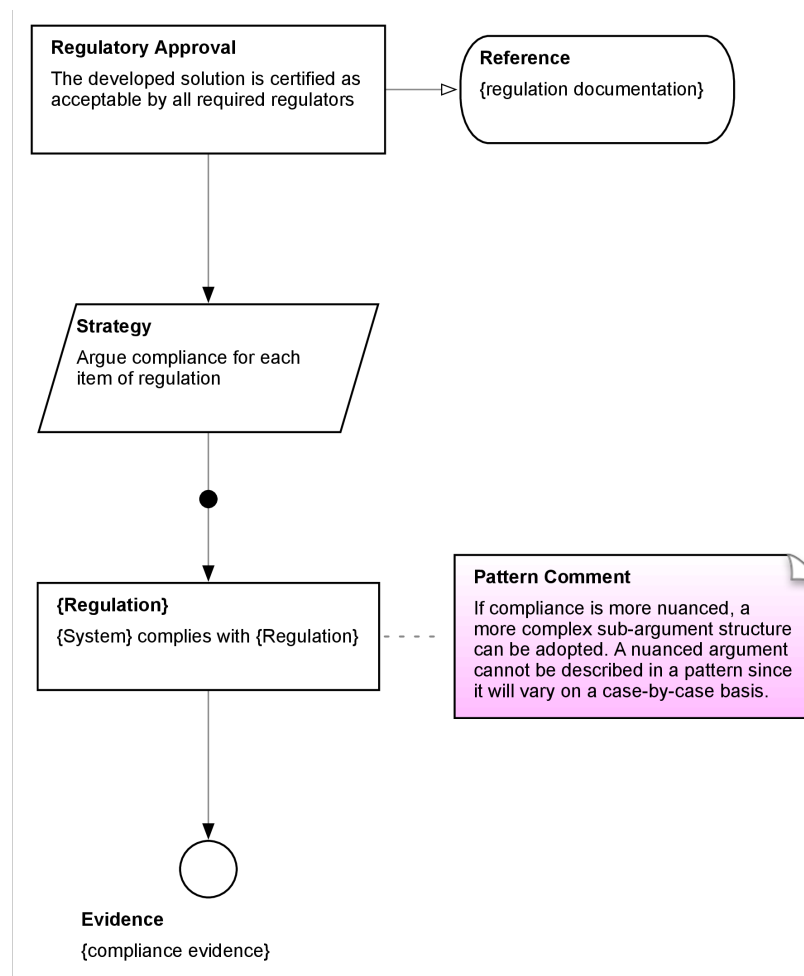 Regulatory Approval
The developed solution is certified as
acceptable by all required regulators
Reference
{regulation documentation}
Strategy
Argue compliance for each
item of regulation
{Regulation}
{System} complies with {Regulation}
Pattern Comment
If compliance is more nuanced, a
more complex sub-argument structure
can be adopted. A nuanced argument
cannot be described in a pattern since
it will vary on a case-by-case basis.
Evidence
{compliance evidence}